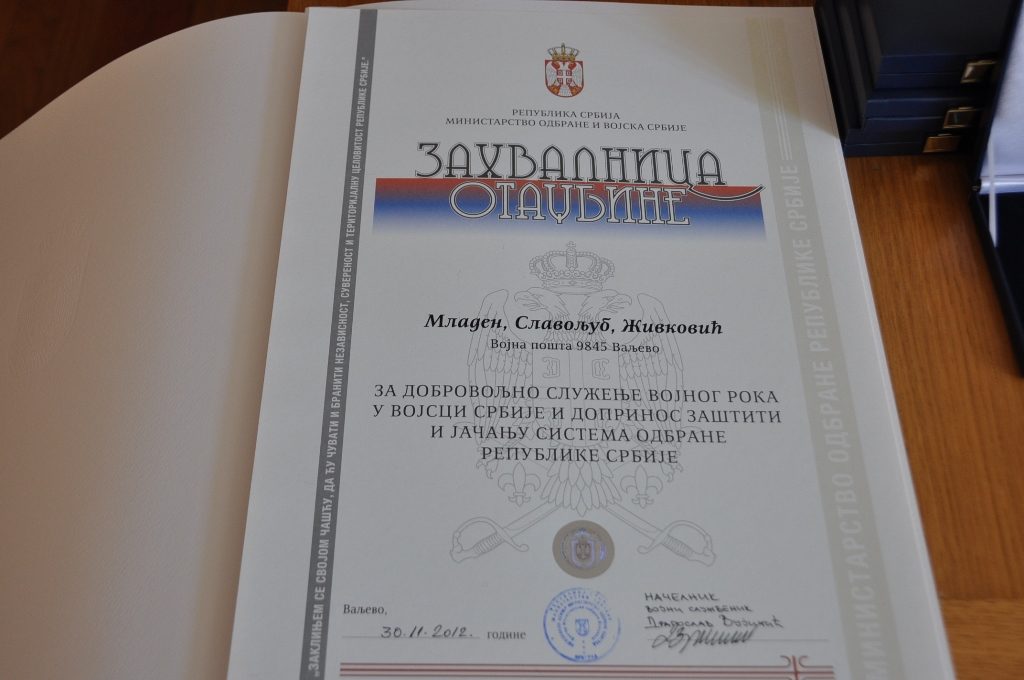 РЕПУБЛИКА СРБИЈА
МИНИСТАРСТВО ОДБРАНЕ И ВОЈСКА СРБИЈЕ
ЗАХВАЛНИЦА
ОТАЏБИНЕ
Младен, Славољуб, Живковић
Војна пошта 9845 Ваљево
ЗА ДОБРОВОЉНО СЛУЖЕЊЕ ВОЈНОГ РОКА
У ВОЈСЦИ СРБИЈЕ И ДОПРИНОС ЗАШТИТИ
И ЈАЧАЊУ СИСТЕМА ОДБРАНЕ
РЕПУБЛИКЕ СРБИЈЕ
Ваљево,
30.11.2012. године
НАЧЕЛНИК
ВОЈНИ СЛУЖБЕНИК
„ЗАКЛИЊЕМ СЕ СВОЈОМ ЧАШЋУ, ДА ЋУ ЧУВАТИ И БРАНИТИ НЕЗАВИСНОСТ, СУВЕРЕНОСТ И ТЕРИТОРИЈАЛНУ ЦЕЛОВИТОСТ РЕПУБЛИКЕ СРБИЈЕ.“
МИНИСТАРСТВО ОДБРАНЕ РЕПУБЛИКЕ СРБИЈЕ